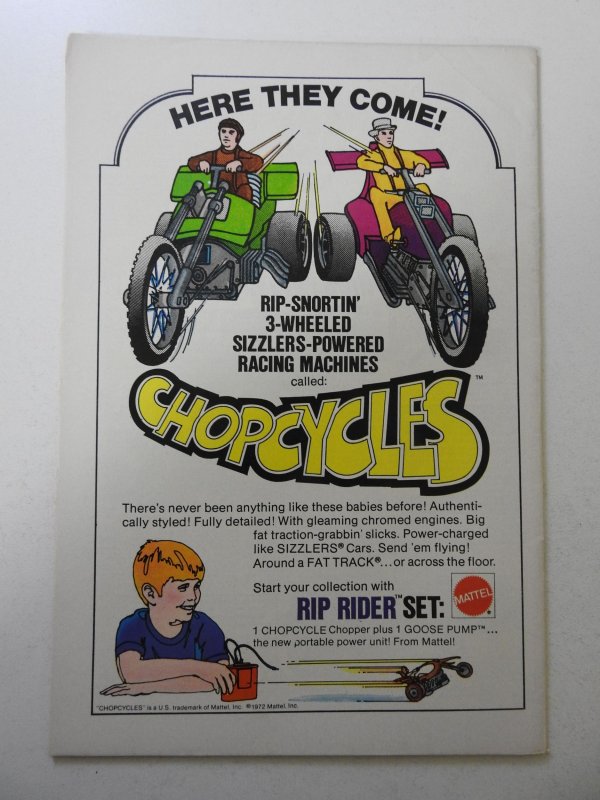 HERE THEY COME!
RIP-SNORTIN'
3-WHEELED
SIZZLERS-POWERED
RACING MACHINES
called:
CHOPCYCLES™
There's never been anything like these babies before! Authenti-
cally styled! Fully detailed! With gleaming chromed engines. Big
fat traction-grabbin' slicks. Power-charged
like SIZZLERS® Cars. Send 'em flying!
Around a FAT TRACK®...or across the floor.
Start your collection with
RIP RIDER™ SET:
MATTEL®
1 CHOPCYCLE Chopper plus 1 GOOSE PUMP™...
the new portable power unit! From Mattel!
"CHOPCYCLES" is a U.S. trademark of Mattel, Inc. ©1972 Mattel, Inc.